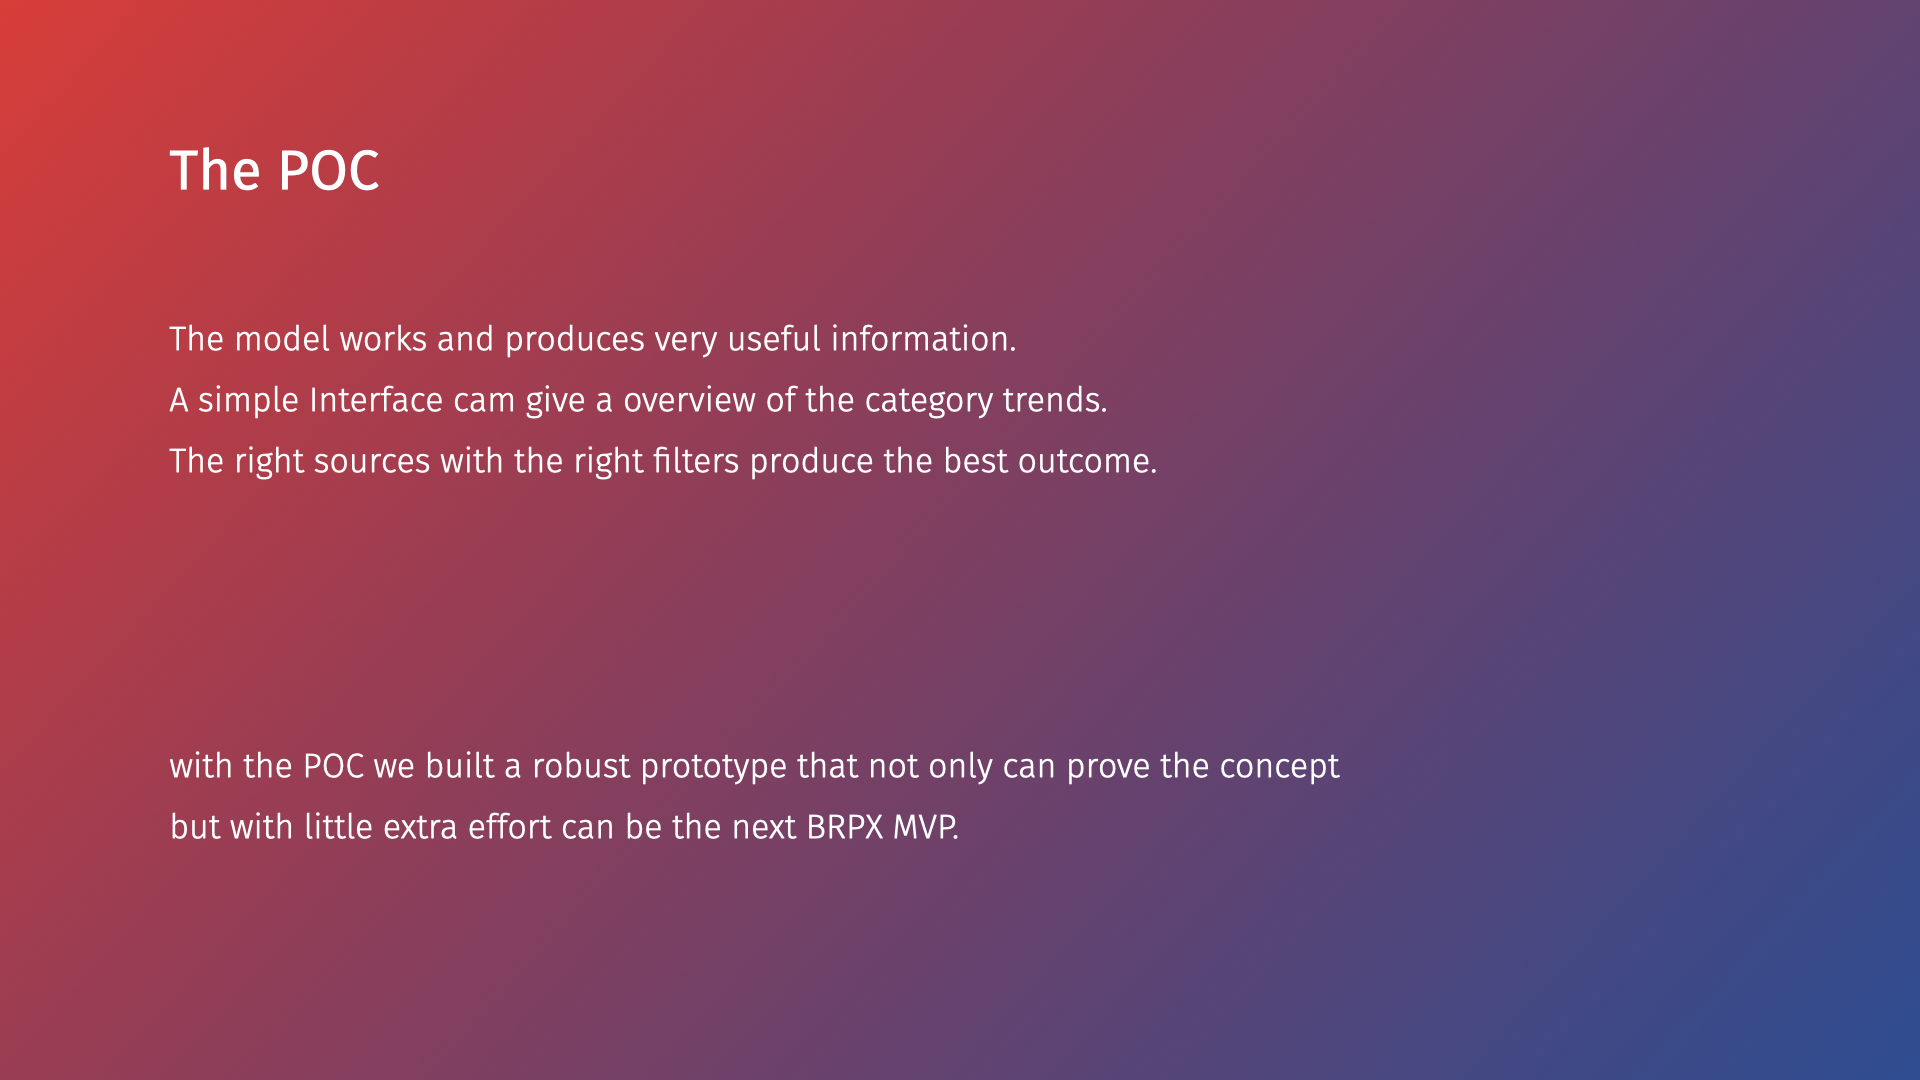 The POC
The model works and produces very useful information.
A simple Interface cam give a overview of the category trends.
The right sources with the right filters produce the best outcome.
with the POC we built a robust prototype that not only can prove the concept
but with little extra effort can be the next BRPX MVP.